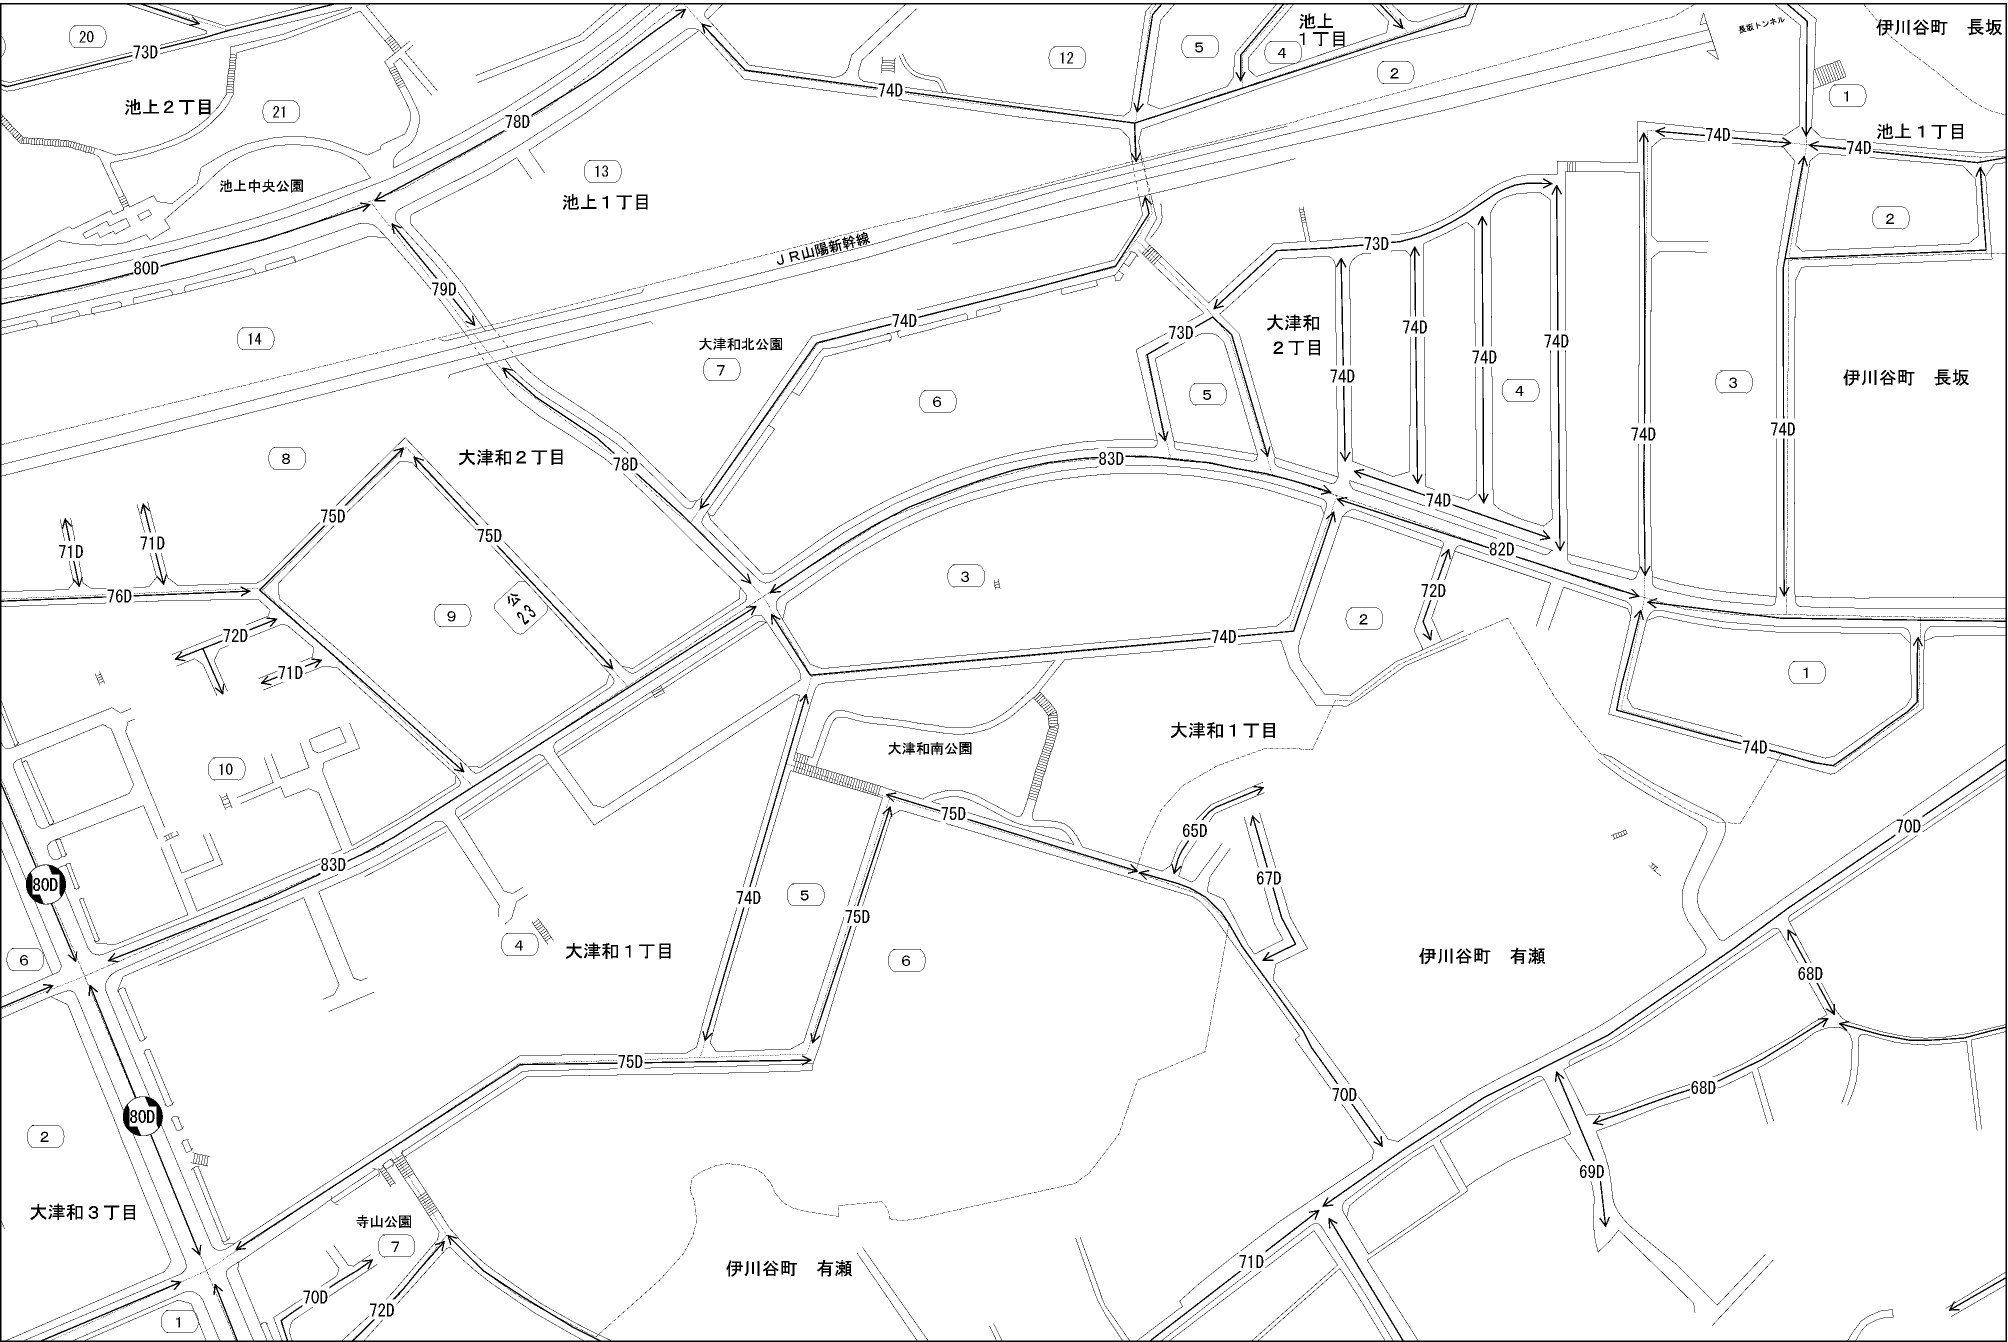 20
73D
池上２丁目
21
池上中央公園
78D
13
池上１丁目
80D
79D
14
74D
12
5
池上
１丁目
4
2
長坂トンネル
伊川谷町　長坂
1
池上１丁目
74D
74D
2
ＪＲ山陽新幹線
73D
74D
大津和北公園
7
6
73D
5
大津和
２丁目
74D
74D
74D
74D
4
74D
3
74D
伊川谷町　長坂
8
大津和２丁目
78D
83D
74D
75D
75D
71D
71D
76D
9
公
23
82D
3
72D
2
72D
71D
74D
1
74D
大津和１丁目
大津和南公園
10
75D
65D
70D
83D
80D
67D
74D
5
75D
6
4
大津和１丁目
6
伊川谷町　有瀬
68D
75D
70D
68D
80D
2
69D
大津和３丁目
寺山公園
7
伊川谷町　有瀬
71D
70D
72D
1